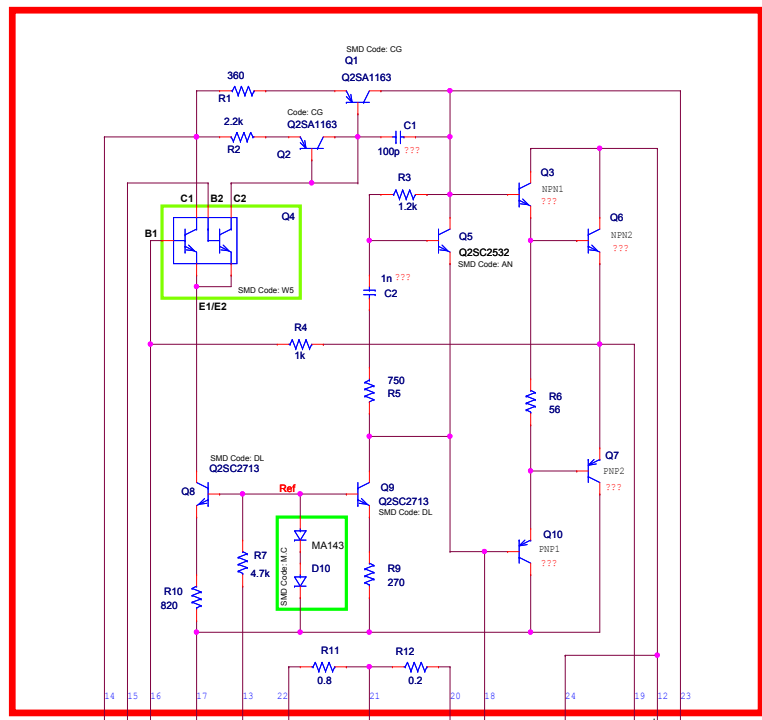 SMD Code: CG
Q1
360
Q2SA1163
R1
Code: CG
2.2k
Q2SA1163
C1
R2
Q2
100p ???
R3
Q3
C1 B2 C2
NPN1
1.2k
???
Q4
Q6
B1
Q5
NPN2
Q2SC2532
???
SMD Code: AN
1n ???
SMD Code: W5
C2
E1/E2
R4
1k
750
R5
R6
56
SMD Code: DL
Q7
Q2SC2713
PNP2
Q8
Ref
Q9
???
Q2SC2713
SMD Code: DL
Q10
MA143
PNP1
R7
SMD Code: M.C
D10
???
4.7k
R9
R10
270
820
R11
R12
0.8
0.2
14 15 16 17 13 22 21 20 18 24 19 12 23